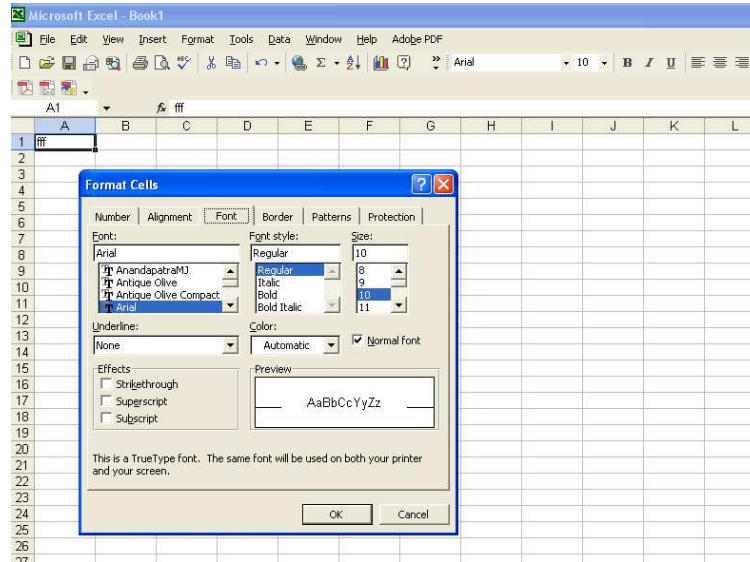 Microsoft Excel - Book1
File Edit View Insert Format Tools Data Window Help Adobe PDF
Arial 10 B I U
A1 fx fff
A B C D E F G H I J K L
1 fff
2
3
4
5
6
7
8
9
10
11
12
13
14
15
16
17
18
19
20
21
22
23
24
25
26
27
Format Cells
Number Alignment Font Border Patterns Protection
Font: Font style: Size:
Arial Regular 10
AnandapatraMJ Regular 8
Antique Olive Italic 9
Antique Olive Compact Bold 10
Arial Bold Italic 11
Underline: Color:
None Automatic Normal font
Effects Preview
Strikethrough
Superscript AaBbCcYyZz
Subscript
This is a TrueType font. The same font will be used on both your printer
and your screen.
OK Cancel